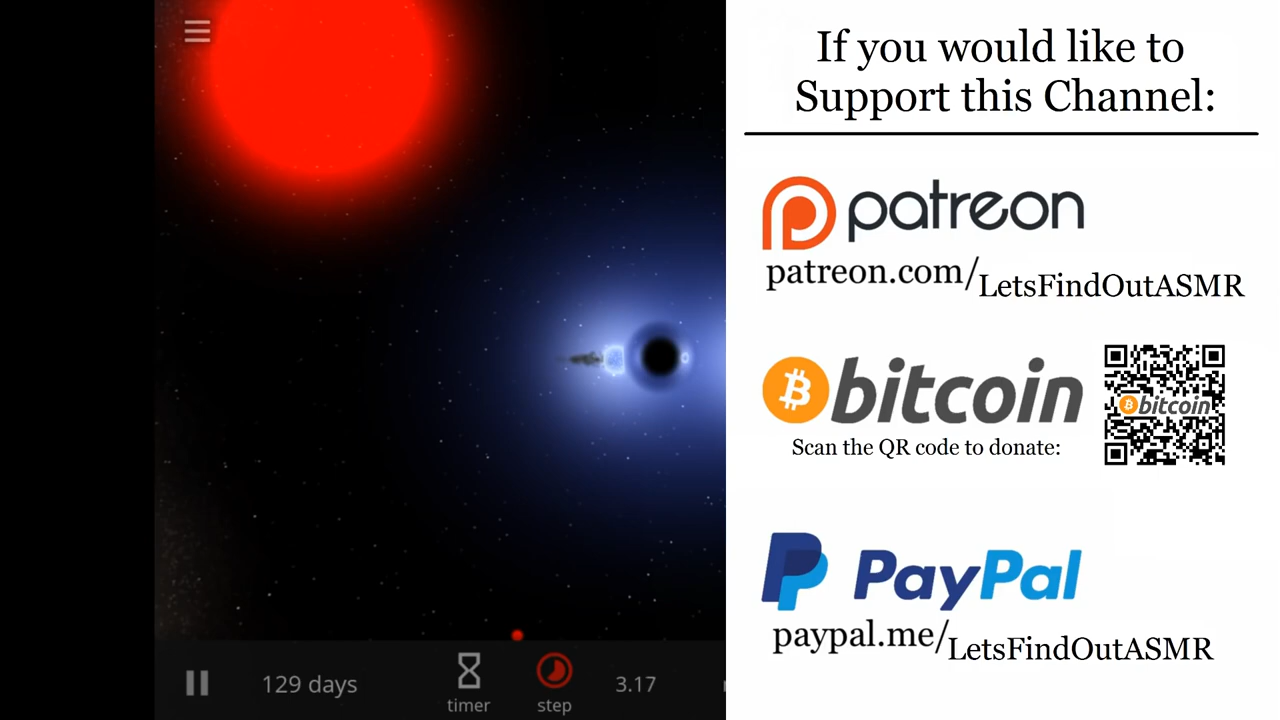 If you would like to
Support this Channel:
patreon
patreon.com/LetsFindOutASMR
bitcoin
Scan the QR code to donate:
bitcoin
PayPal
paypal.me/LetsFindOutASMR
129 days
timer
step
3.17